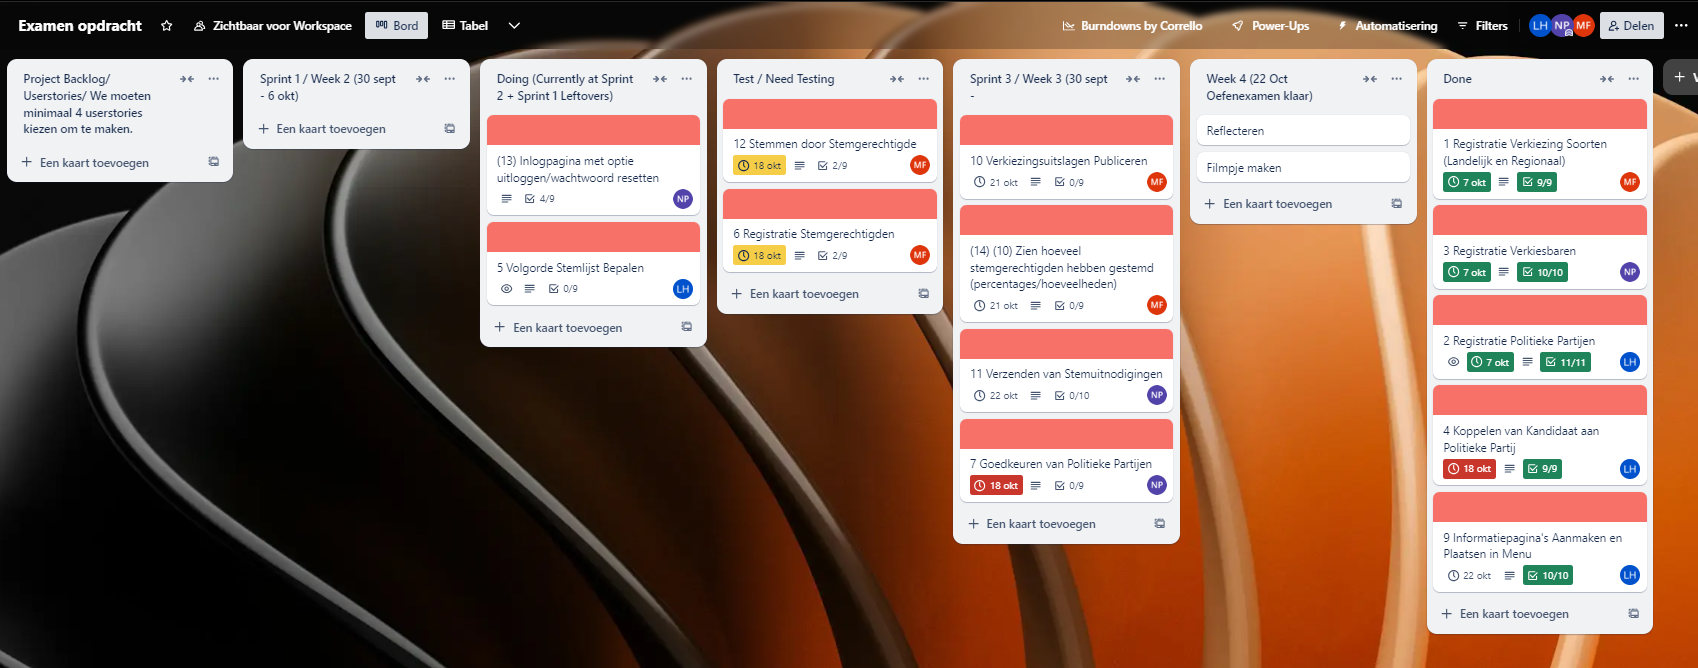 Examen opdracht
Zichtbaar voor Workspace
Bord
Tabel
Burndowns by Corrello
Power-Ups
Automatisering
Filters
LH
NP
MF
Delen
Project Backlog/
Userstories/ We moeten
minimaal 4 userstories
kiezen om te maken.
+ Een kaart toevoegen
Sprint 1 / Week 2 (30 sept
- 6 okt)
+ Een kaart toevoegen
Doing (Currently at Sprint
2 + Sprint 1 Leftovers)
(13) Inlogpagina met optie
uitloggen/wachtwoord resetten
4/9
NP
5 Volgorde Stemlijst Bepalen
0/9
LH
+ Een kaart toevoegen
Test / Need Testing
12 Stemmen door Stemgerechtigde
18 okt
2/9
MF
6 Registratie Stemgerechtigden
18 okt
2/9
MF
+ Een kaart toevoegen
Sprint 3 / Week 3 (30 sept
-
10 Verkiezingsuitslagen Publiceren
21 okt
0/9
MF
(14) (10) Zien hoeveel
stemgerechtigden hebben gestemd
(percentages/hoeveelheden)
21 okt
0/9
MF
11 Verzenden van Stemuitnodigingen
22 okt
0/10
NP
7 Goedkeuren van Politieke Partijen
18 okt
0/9
NP
+ Een kaart toevoegen
Week 4 (22 Oct
Oefenexamen klaar)
Reflecteren
Filmpje maken
+ Een kaart toevoegen
Done
1 Registratie Verkiezing Soorten
(Landelijk en Regionaal)
7 okt
9/9
MF
3 Registratie Verkiesbaren
7 okt
10/10
NP
2 Registratie Politieke Partijen
7 okt
11/11
LH
4 Koppelen van Kandidaat aan
Politieke Partij
18 okt
9/9
LH
9 Informatiepagina's Aanmaken en
Plaatsen in Menu
22 okt
10/10
LH
+ Een kaart toevoegen
+